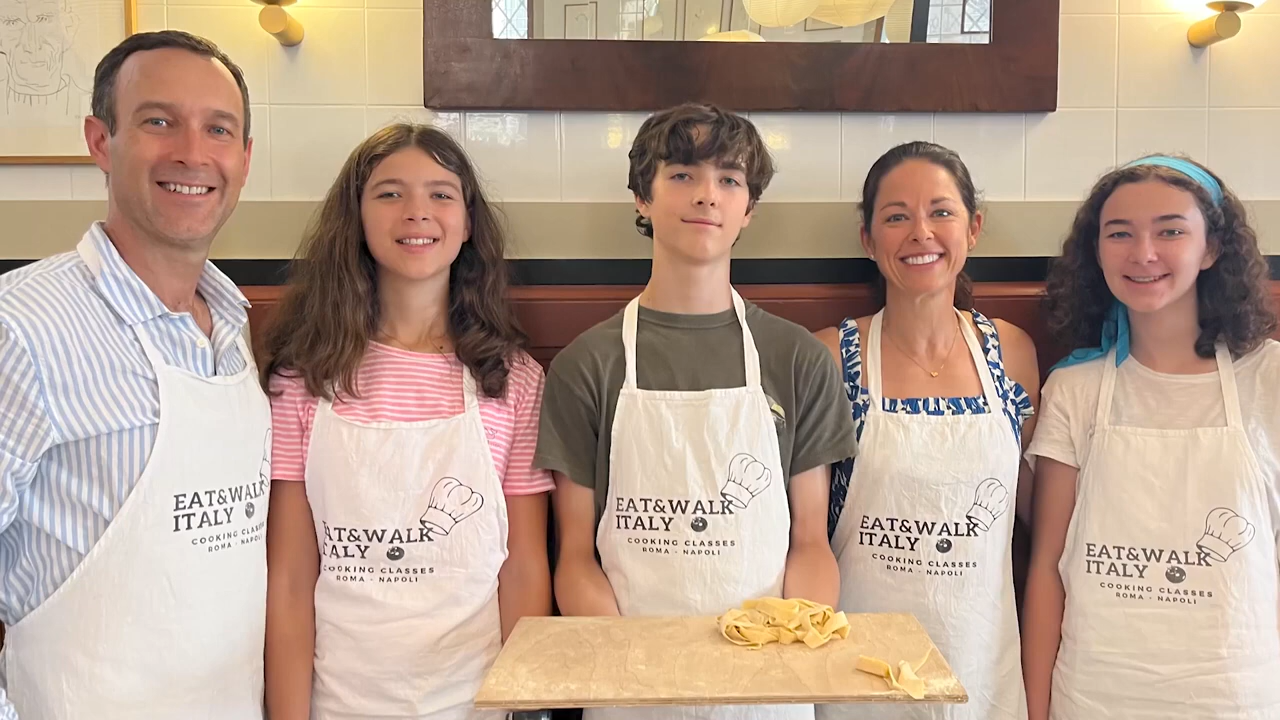 EAT&WALK
ITALY
COOKING CLASSES
ROMA - NAPOLI
EAT&WALK
ITALY
COOKING CLASSES
ROMA - NAPOLI
EAT&WALK
ITALY
COOKING CLASSES
ROMA - NAPOLI
EAT&WALK
ITALY
COOKING CLASSES
ROMA - NAPOLI
EAT&WALK
ITALY
COOKING CLASSES
ROMA - NAPOLI